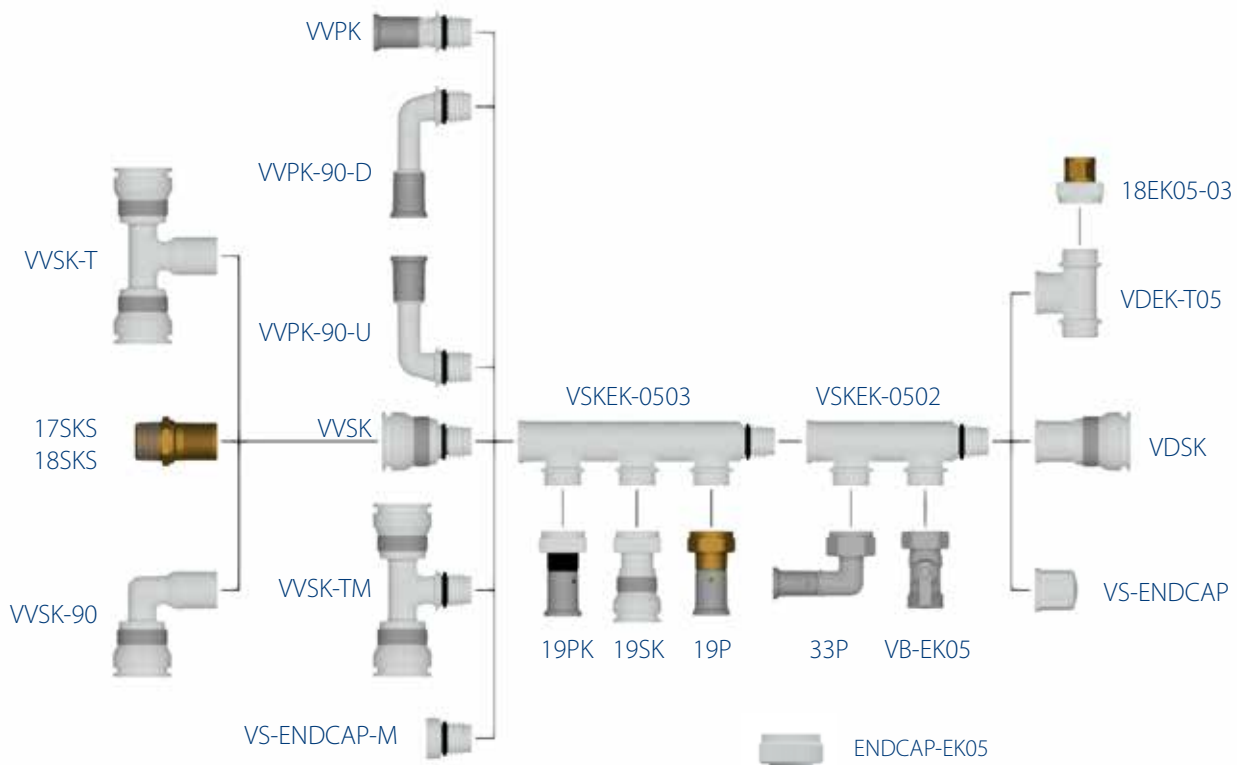 VVPK
VVPK-90-D
18EK05-03
VVSK-T
VDEK-T05
VVPK-90-U
VSKEK-0503
VSKEK-0502
17SKS
18SKS
VVSK
VDSK
VVSK-TM
VVSK-90
VS-ENDCAP
19PK
19SK
19P
33P
VB-EK05
VS-ENDCAP-M
ENDCAP-EK05